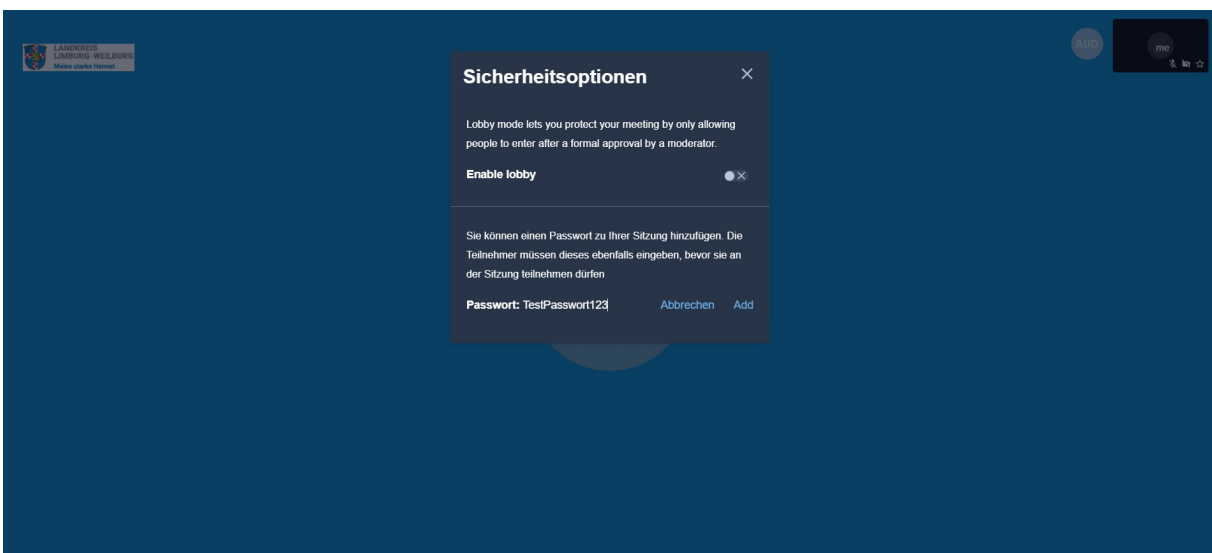 LANDKREIS
LIMBURG-WEILBURG
Meine starke Heimat
AUD
me
Sicherheitsoptionen
Lobby mode lets you protect your meeting by only allowing
people to enter after a formal approval by a moderator.
Enable lobby
Sie können einen Passwort zu Ihrer Sitzung hinzufügen. Die
Teilnehmer müssen dieses ebenfalls eingeben, bevor sie an
der Sitzung teilnehmen dürfen
Passwort: TestPasswort123 Abbrechen Add